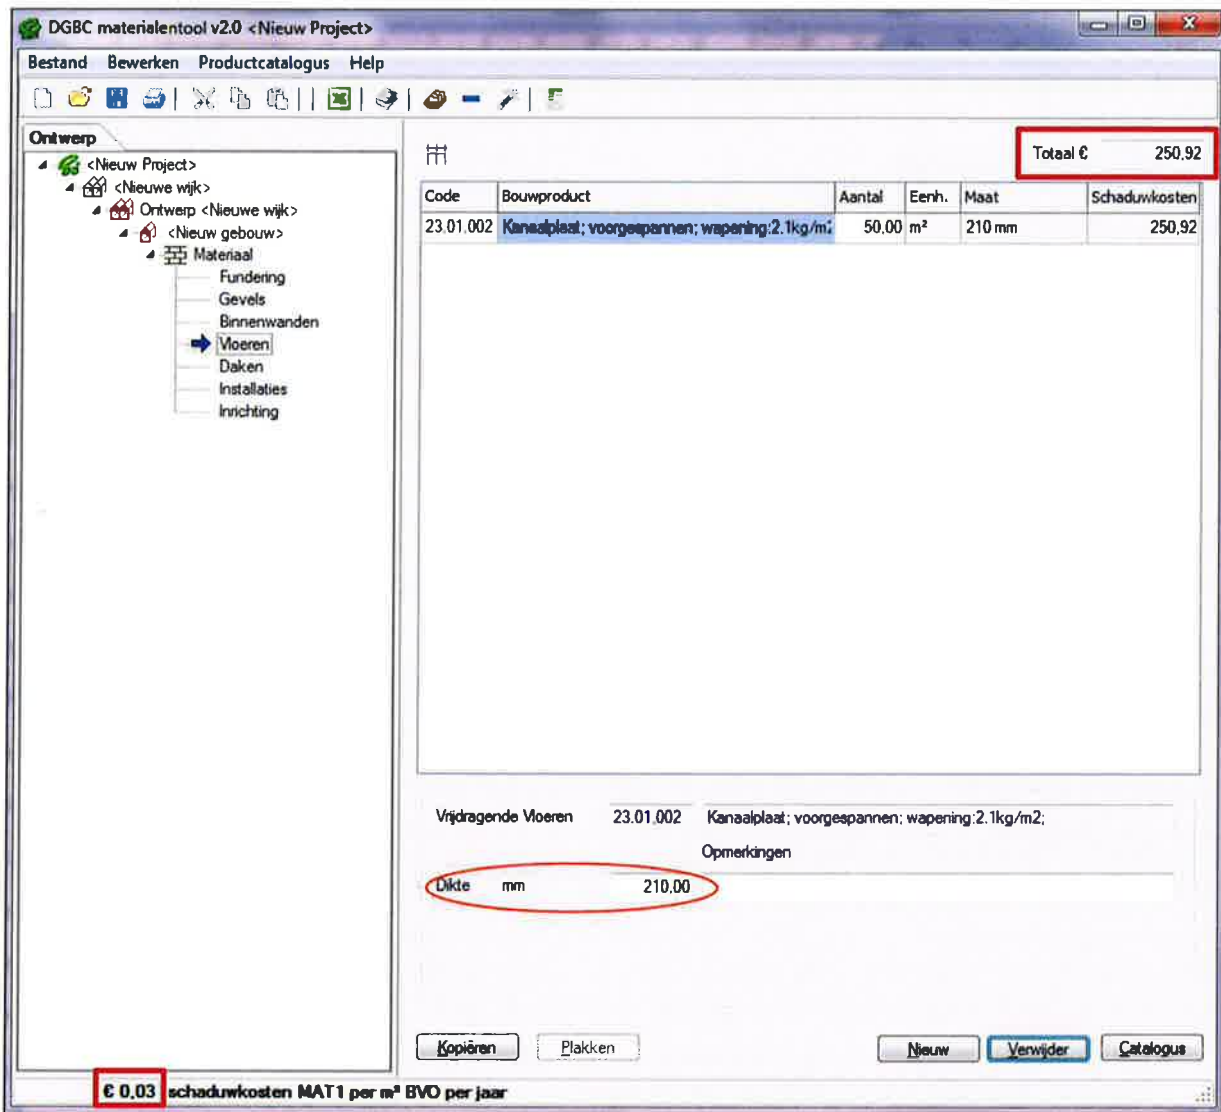 DGBC materialentool v2.0 <Nieuw Project>
Bestand Bewerken Productcatalogus Help
Ontwerp
<Nieuw Project>
<Nieuwe wijk>
Ontwerp <Nieuwe wijk>
<Nieuw gebouw>
Materiaal
Fundering
Gevels
Binnenwanden
Vloeren
Daken
Installaties
Inrichting
Totaal € 250,92
Code Bouwproduct Aantal Eenh. Maat Schaduwkosten
23.01.002 Kanaalplaat; voorgespannen; wapening:2.1kg/m2 50,00 m² 210 mm 250,92
Vrijdragende Vloeren 23.01.002 Kanaalplaat; voorgespannen; wapening:2.1kg/m2;
Opmerkingen
Dikte mm 210,00
Kopiëren Plakken Nieuw Verwijder Catalogus
€ 0,03 schaduwkosten MAT1 per m² BVO per jaar